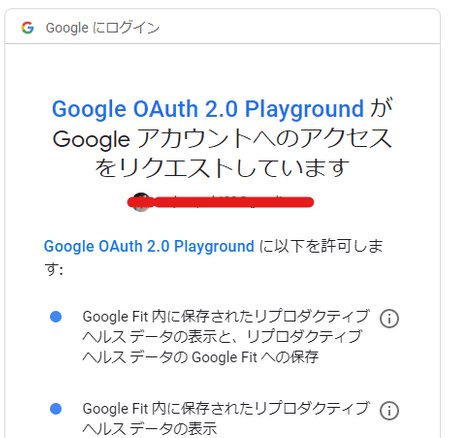 Google にログイン
Google OAuth 2.0 Playground が
Google アカウントへのアクセス
をリクエストしています
Google OAuth 2.0 Playground に以下を許可しま
す:
Google Fit 内に保存されたリプロダクティブ
ヘルス データの表示と、リプロダクティブ
ヘルス データの Google Fit への保存
Google Fit 内に保存されたリプロダクティブ
ヘルス データの表示